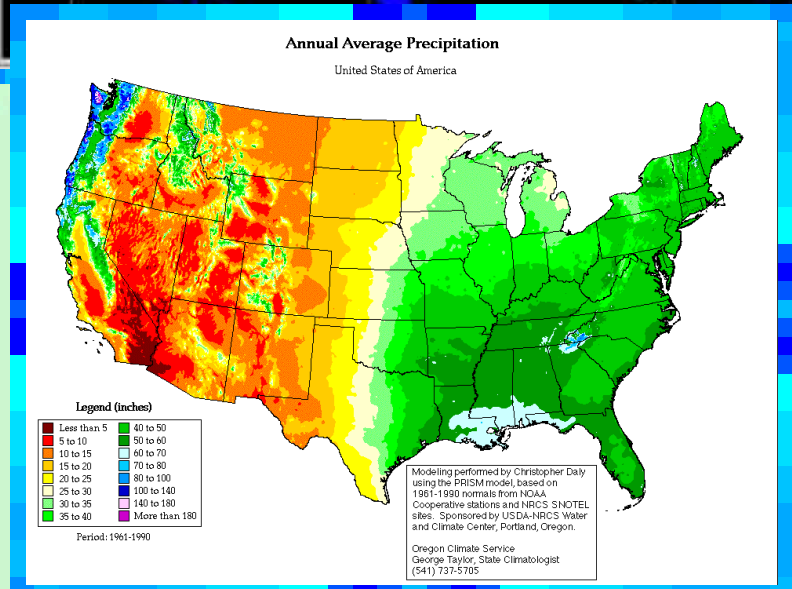 Annual Average Precipitation
United States of America
Legend (inches)
Less than 5
5 to 10
10 to 15
15 to 20
20 to 25
25 to 30
30 to 35
35 to 40
40 to 50
50 to 60
60 to 70
70 to 80
80 to 100
100 to 140
140 to 180
More than 180
Period: 1961-1990
Modeling performed by Christopher Daly
using the PRISM model, based on
1961-1990 normals from NOAA
Cooperative stations and NRCS SNOTEL
sites. Sponsored by USDA-NRCS Water
and Climate Center, Portland, Oregon.
Oregon Climate Service
George Taylor, State Climatologist
(541) 737-5705